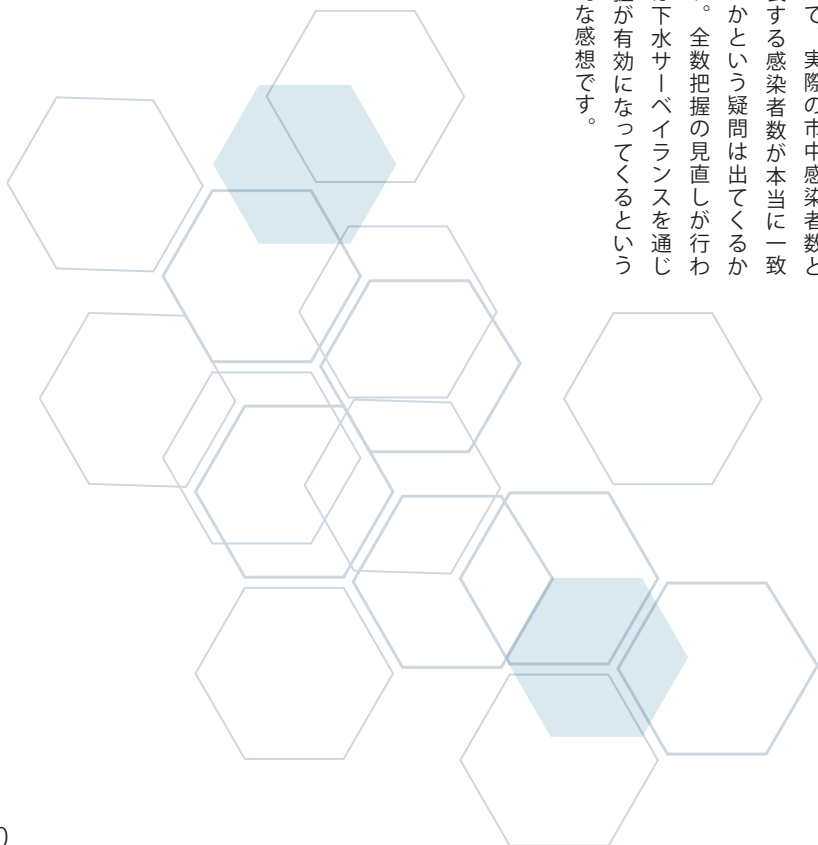 て、実際の市中感染者数と
表する感染者数が本当に一致
かという疑問は出てくるか
。全数把握の見直しが行わ
下水サーベイランスを通じ
握が有効になってくるという
な感想です。